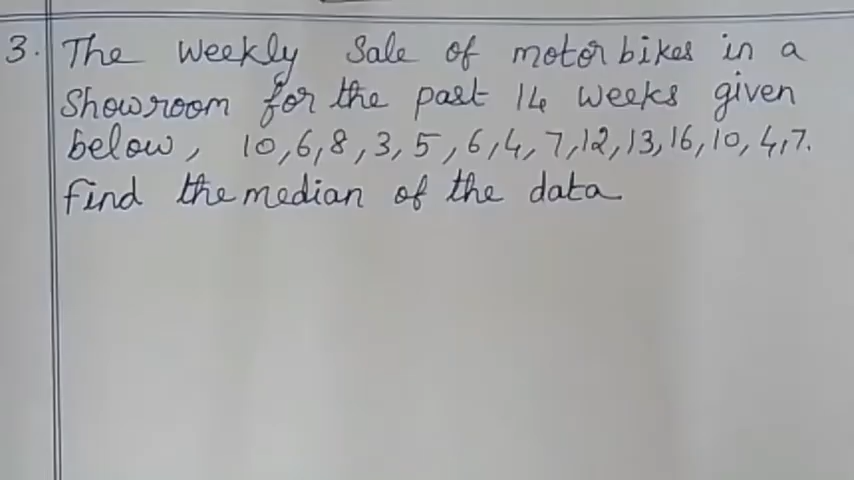 3. The weekly Sale of motor bikes in a
Showroom for the past 14 weeks given
below, 10,6,8,3,5,6,4,7,12,13,16,10,4,7.
find the median of the data